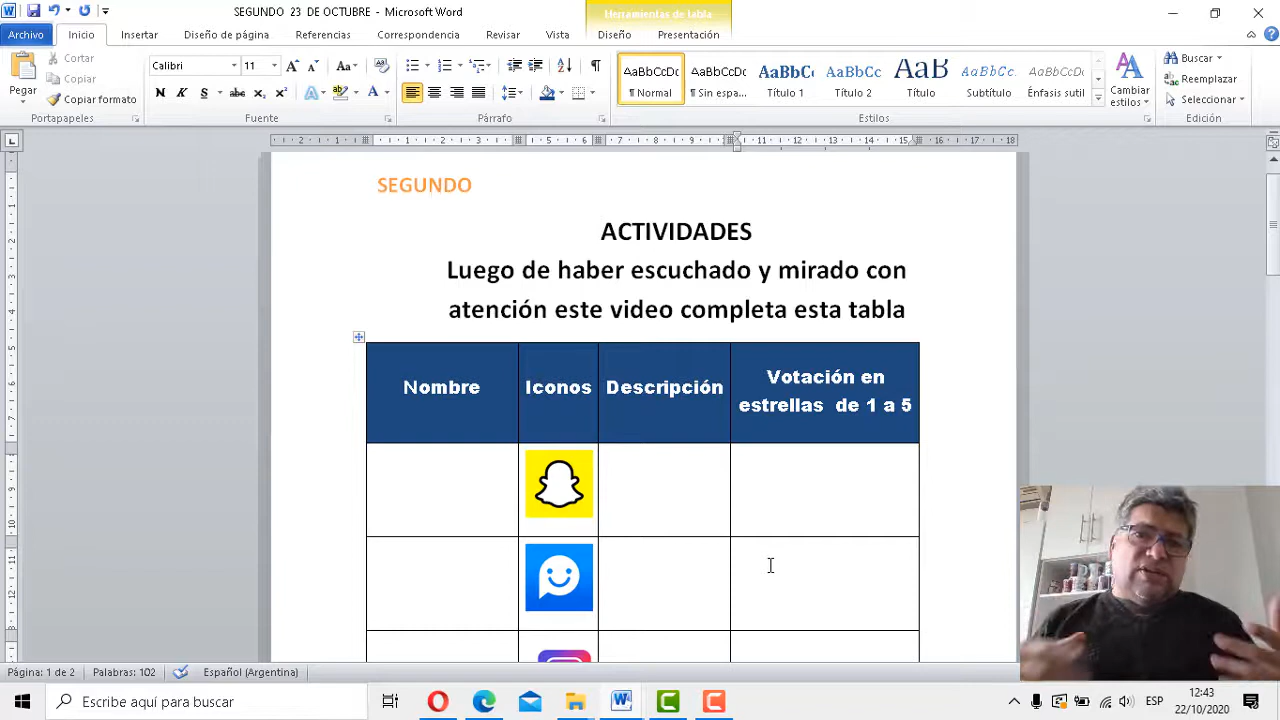 SEGUNDO  23  DE OCTUBRE  -  Microsoft Word
Herramientas de tabla
Archivo
Inicio
Insertar
Diseño de página
Referencias
Correspondencia
Revisar
Vista
Diseño
Presentación
Pegar
Cortar
Copiar
Copiar formato
Portapapeles
Calibri
11
Fuente
Párrafo
AaBbCcDc
¶ Normal
AaBbCcDc
¶ Sin espa...
AaBbC
Título 1
AaBbCc
Título 2
AaB
Título
AaBbCc.
Subtítulo
AaBbCcDc
Énfasis sutil
Cambiar estilos
Estilos
Buscar
Reemplazar
Seleccionar
Edición
SEGUNDO
ACTIVIDADES
Luego de haber escuchado y mirado con
atención este video completa esta tabla
Nombre
Iconos
Descripción
Votación en
estrellas  de 1 a 5
Página: 1 de 2
Palabras: 102
Español (Argentina)
Escribe aquí para buscar
ESP
12:43
22/10/2020